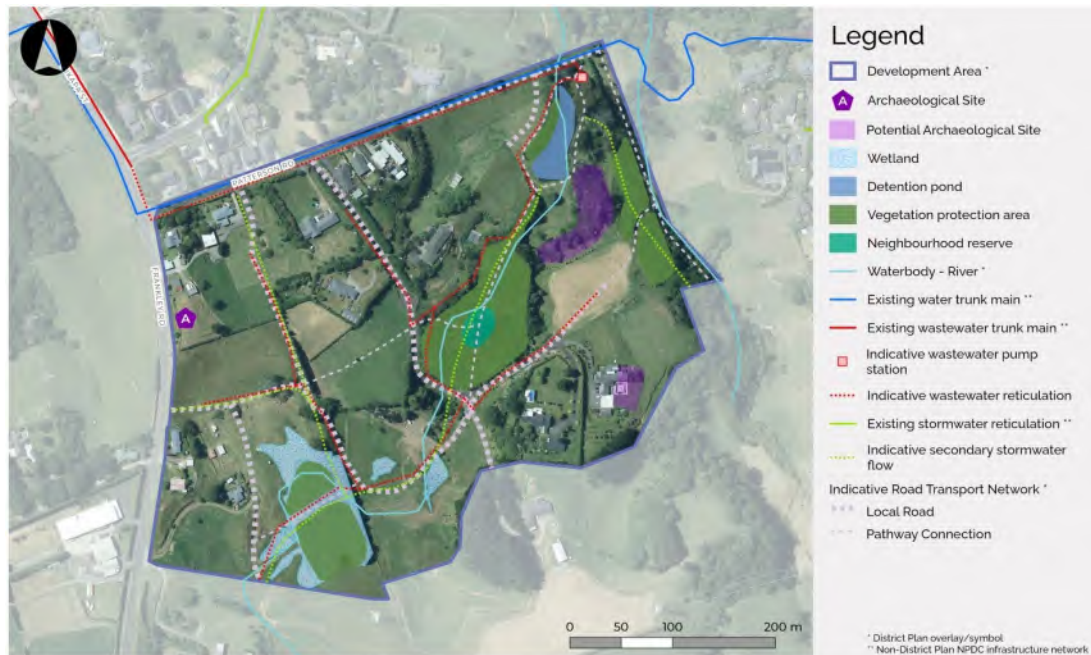 PATTERSON RD
FRANKLEY RD
A
0 50 100 200 m
Legend
Development Area *
A Archaeological Site
Potential Archaeological Site
Wetland
Detention pond
Vegetation protection area
Neighbourhood reserve
Waterbody - River *
Existing water trunk main **
Existing wastewater trunk main **
Indicative wastewater pump
station
Indicative wastewater reticulation
Existing stormwater reticulation **
Indicative secondary stormwater
flow
Indicative Road Transport Network *
Local Road
Pathway Connection
* District Plan overlay/symbol
** Non-District Plan NPDC infrastructure network